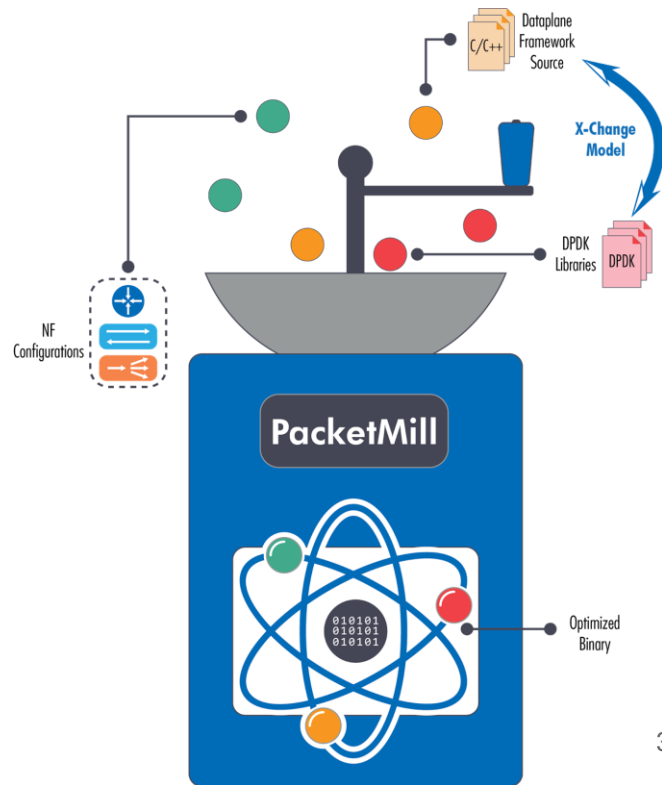 C/C++
Dataplane
Framework
Source
X-Change
Model
DPDK
Libraries
DPDK
NF
Configurations
PacketMill
010101
010101
010101
Optimized
Binary
3